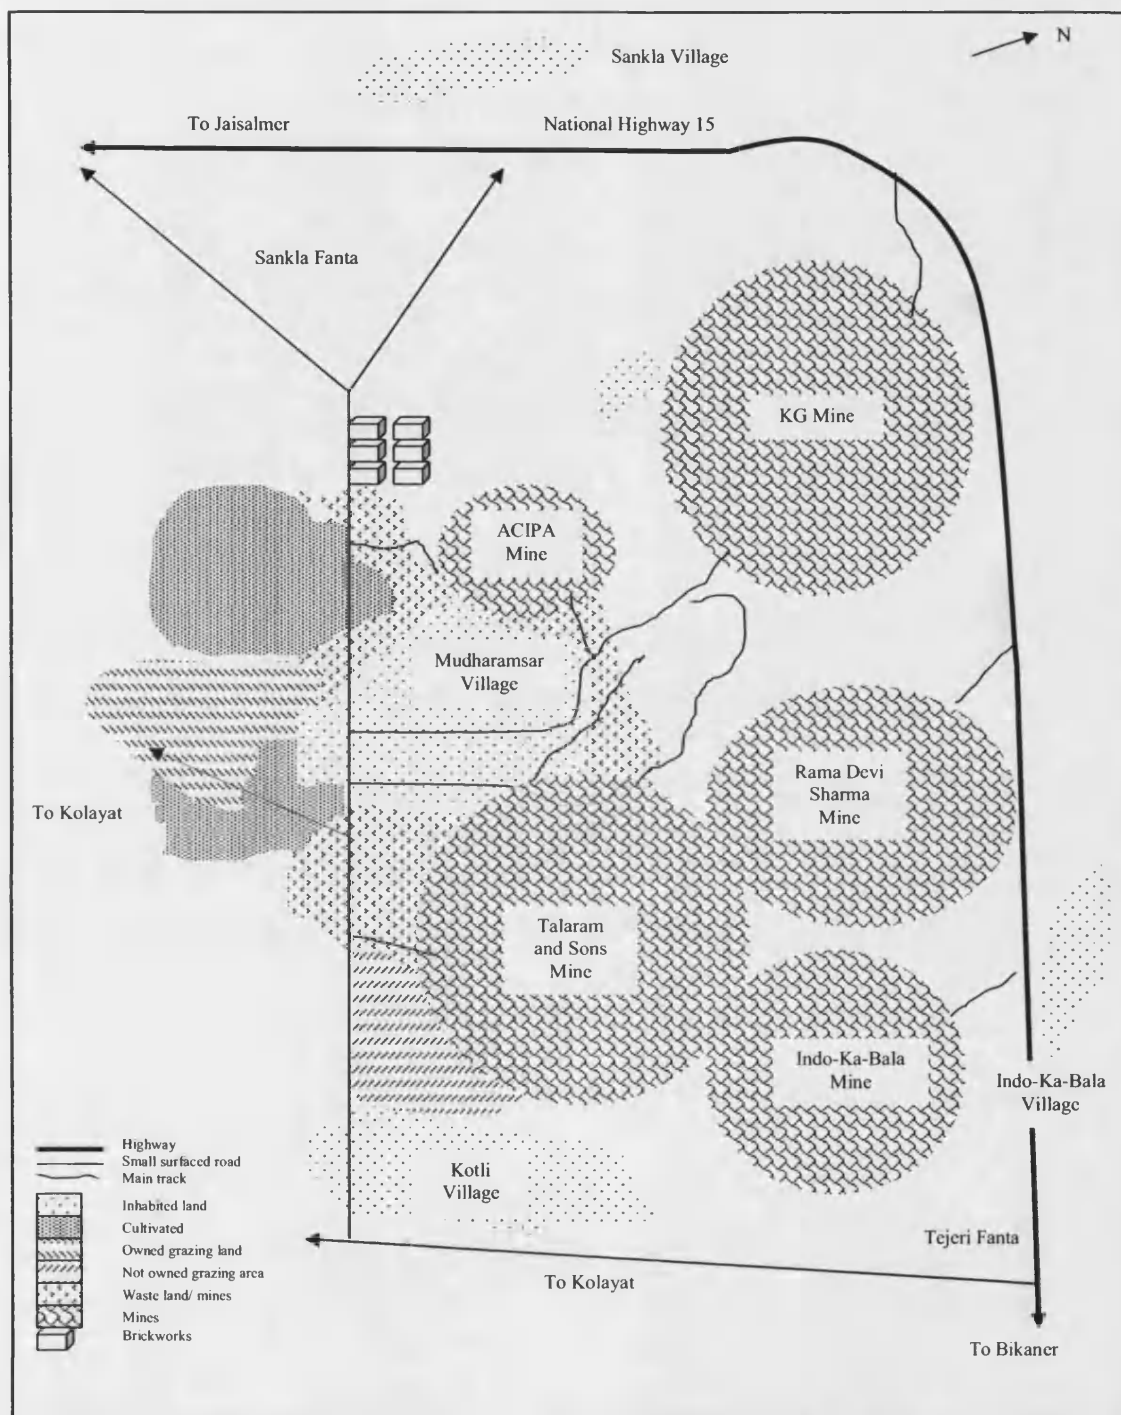 N
Sankla Village
To Jaisalmer
National Highway 15
Sankla Fanta
KG Mine
ACIPA
Mine
Mudharamsar
Village
To Kolayat
Rama Devi
Sharma
Mine
Talaram
and Sons
Mine
Indo-Ka-Bala
Mine
Indo-Ka-Bala
Village
Highway
Small surfaced road
Main track
Inhabited land
Cultivated
Owned grazing land
Not owned grazing area
Waste land/ mines
Mines
Brickworks
Kotli
Village
Tejeri Fanta
To Kolayat
To Bikaner